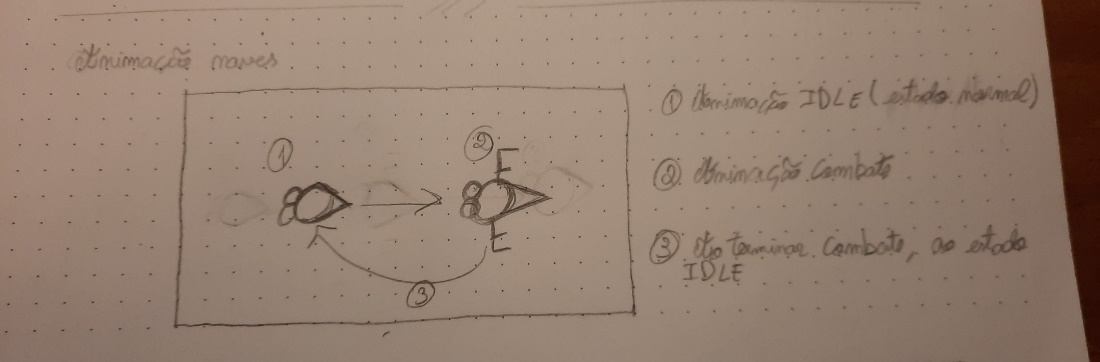 Animação naves
① Animação IDLE (estado normal)
② Animação Combate
③ Ao terminar Combate, ao estado
IDLE
①
②
③